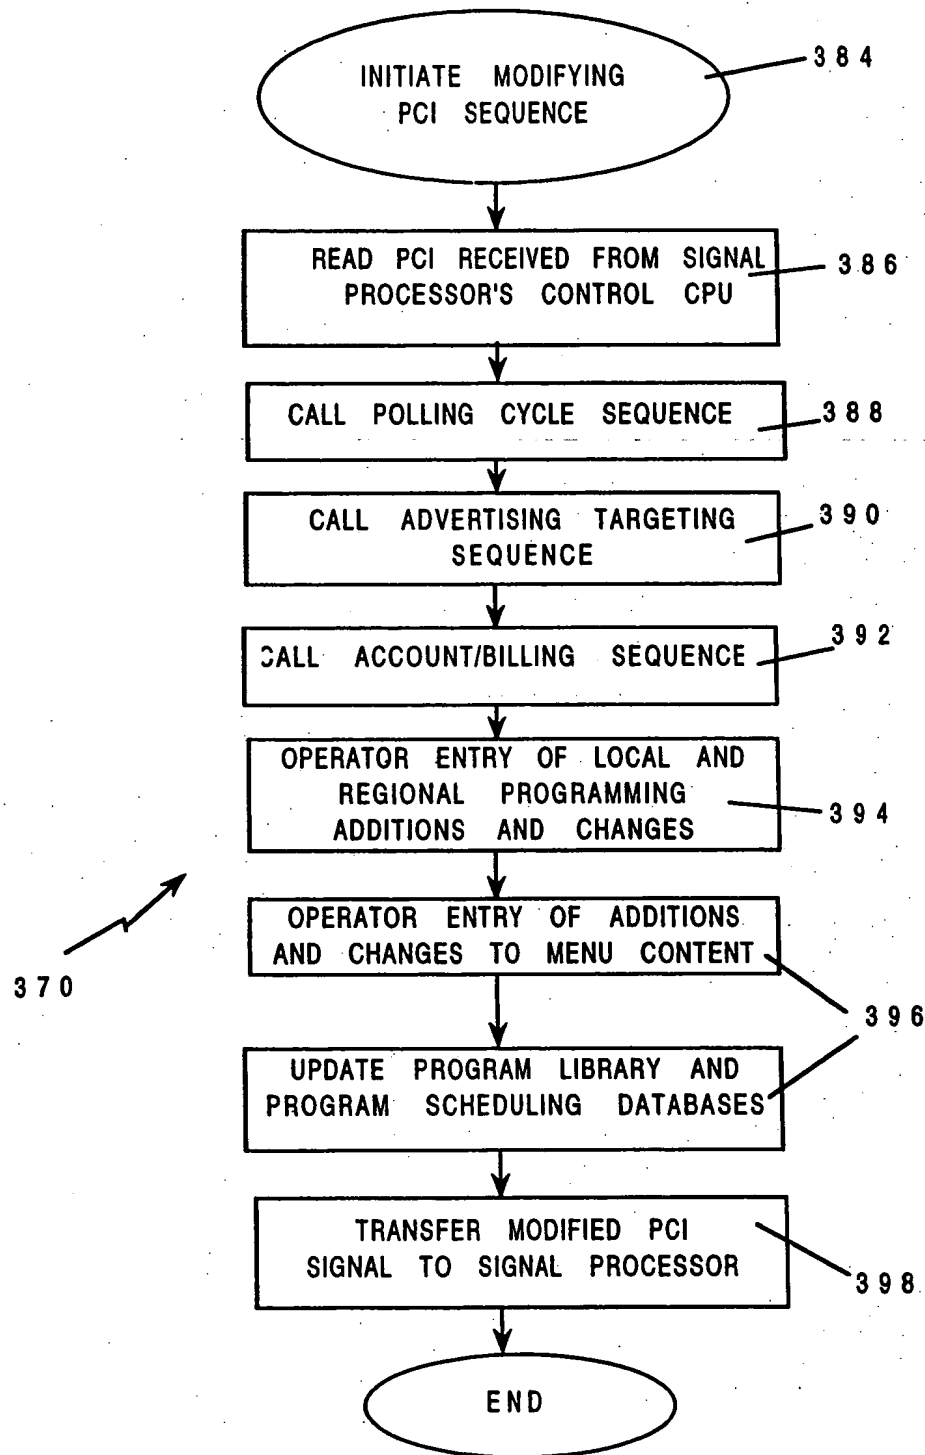 INITIATE MODIFYING
PCI SEQUENCE
384
READ PCI RECEIVED FROM SIGNAL
PROCESSOR'S CONTROL CPU
386
CALL POLLING CYCLE SEQUENCE
388
CALL ADVERTISING TARGETING
SEQUENCE
390
CALL ACCOUNT/BILLING SEQUENCE
392
OPERATOR ENTRY OF LOCAL AND
REGIONAL PROGRAMMING
ADDITIONS AND CHANGES
394
OPERATOR ENTRY OF ADDITIONS
AND CHANGES TO MENU CONTENT
370
396
UPDATE PROGRAM LIBRARY AND
PROGRAM SCHEDULING DATABASES
TRANSFER MODIFIED PCI
SIGNAL TO SIGNAL PROCESSOR
398
END